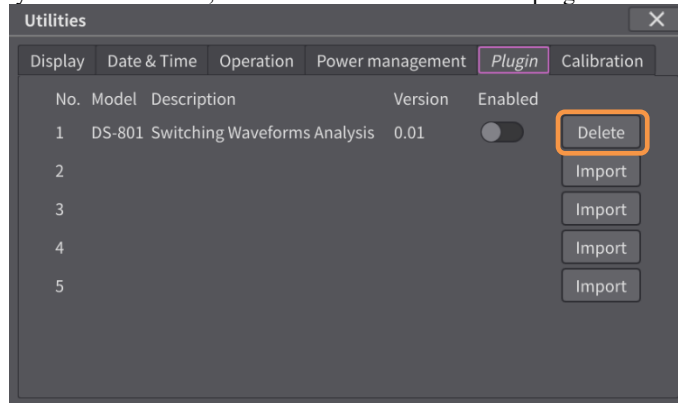 Utilities
Display Date & Time Operation Power management Plugin Calibration
No. Model Description Version Enabled
1 DS-801 Switching Waveforms Analysis 0.01 Delete
2 Import
3 Import
4 Import
5 Import